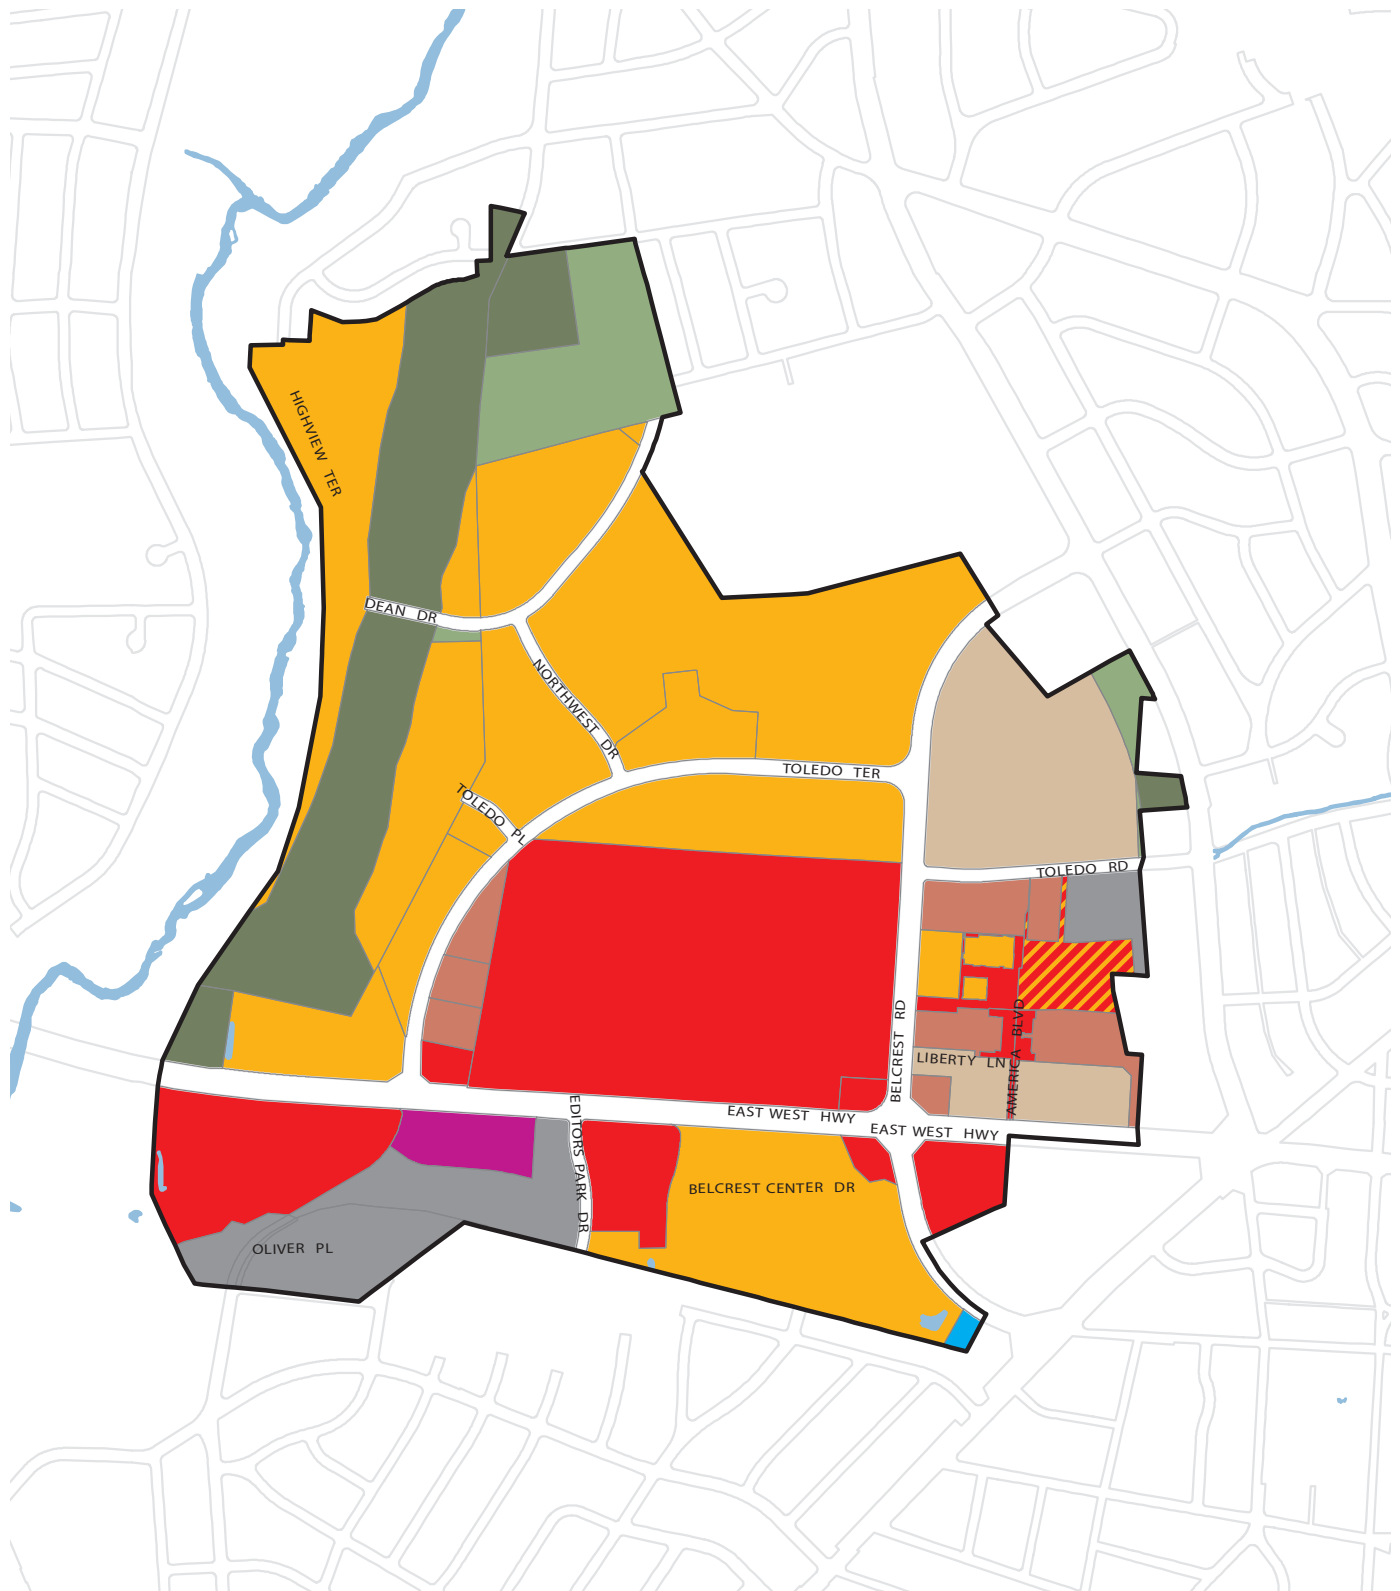 HIGHVIEW TER
DEAN DR
NORTHWEST DR
TOLEDO TER
TOLEDO PL
TOLEDO RD
BELCREST RD
AMERICA BLVD
LIBERTY LN
EAST WEST HWY
EAST WEST HWY
EDITORS PARK DR
BELCREST CENTER DR
OLIVER PL